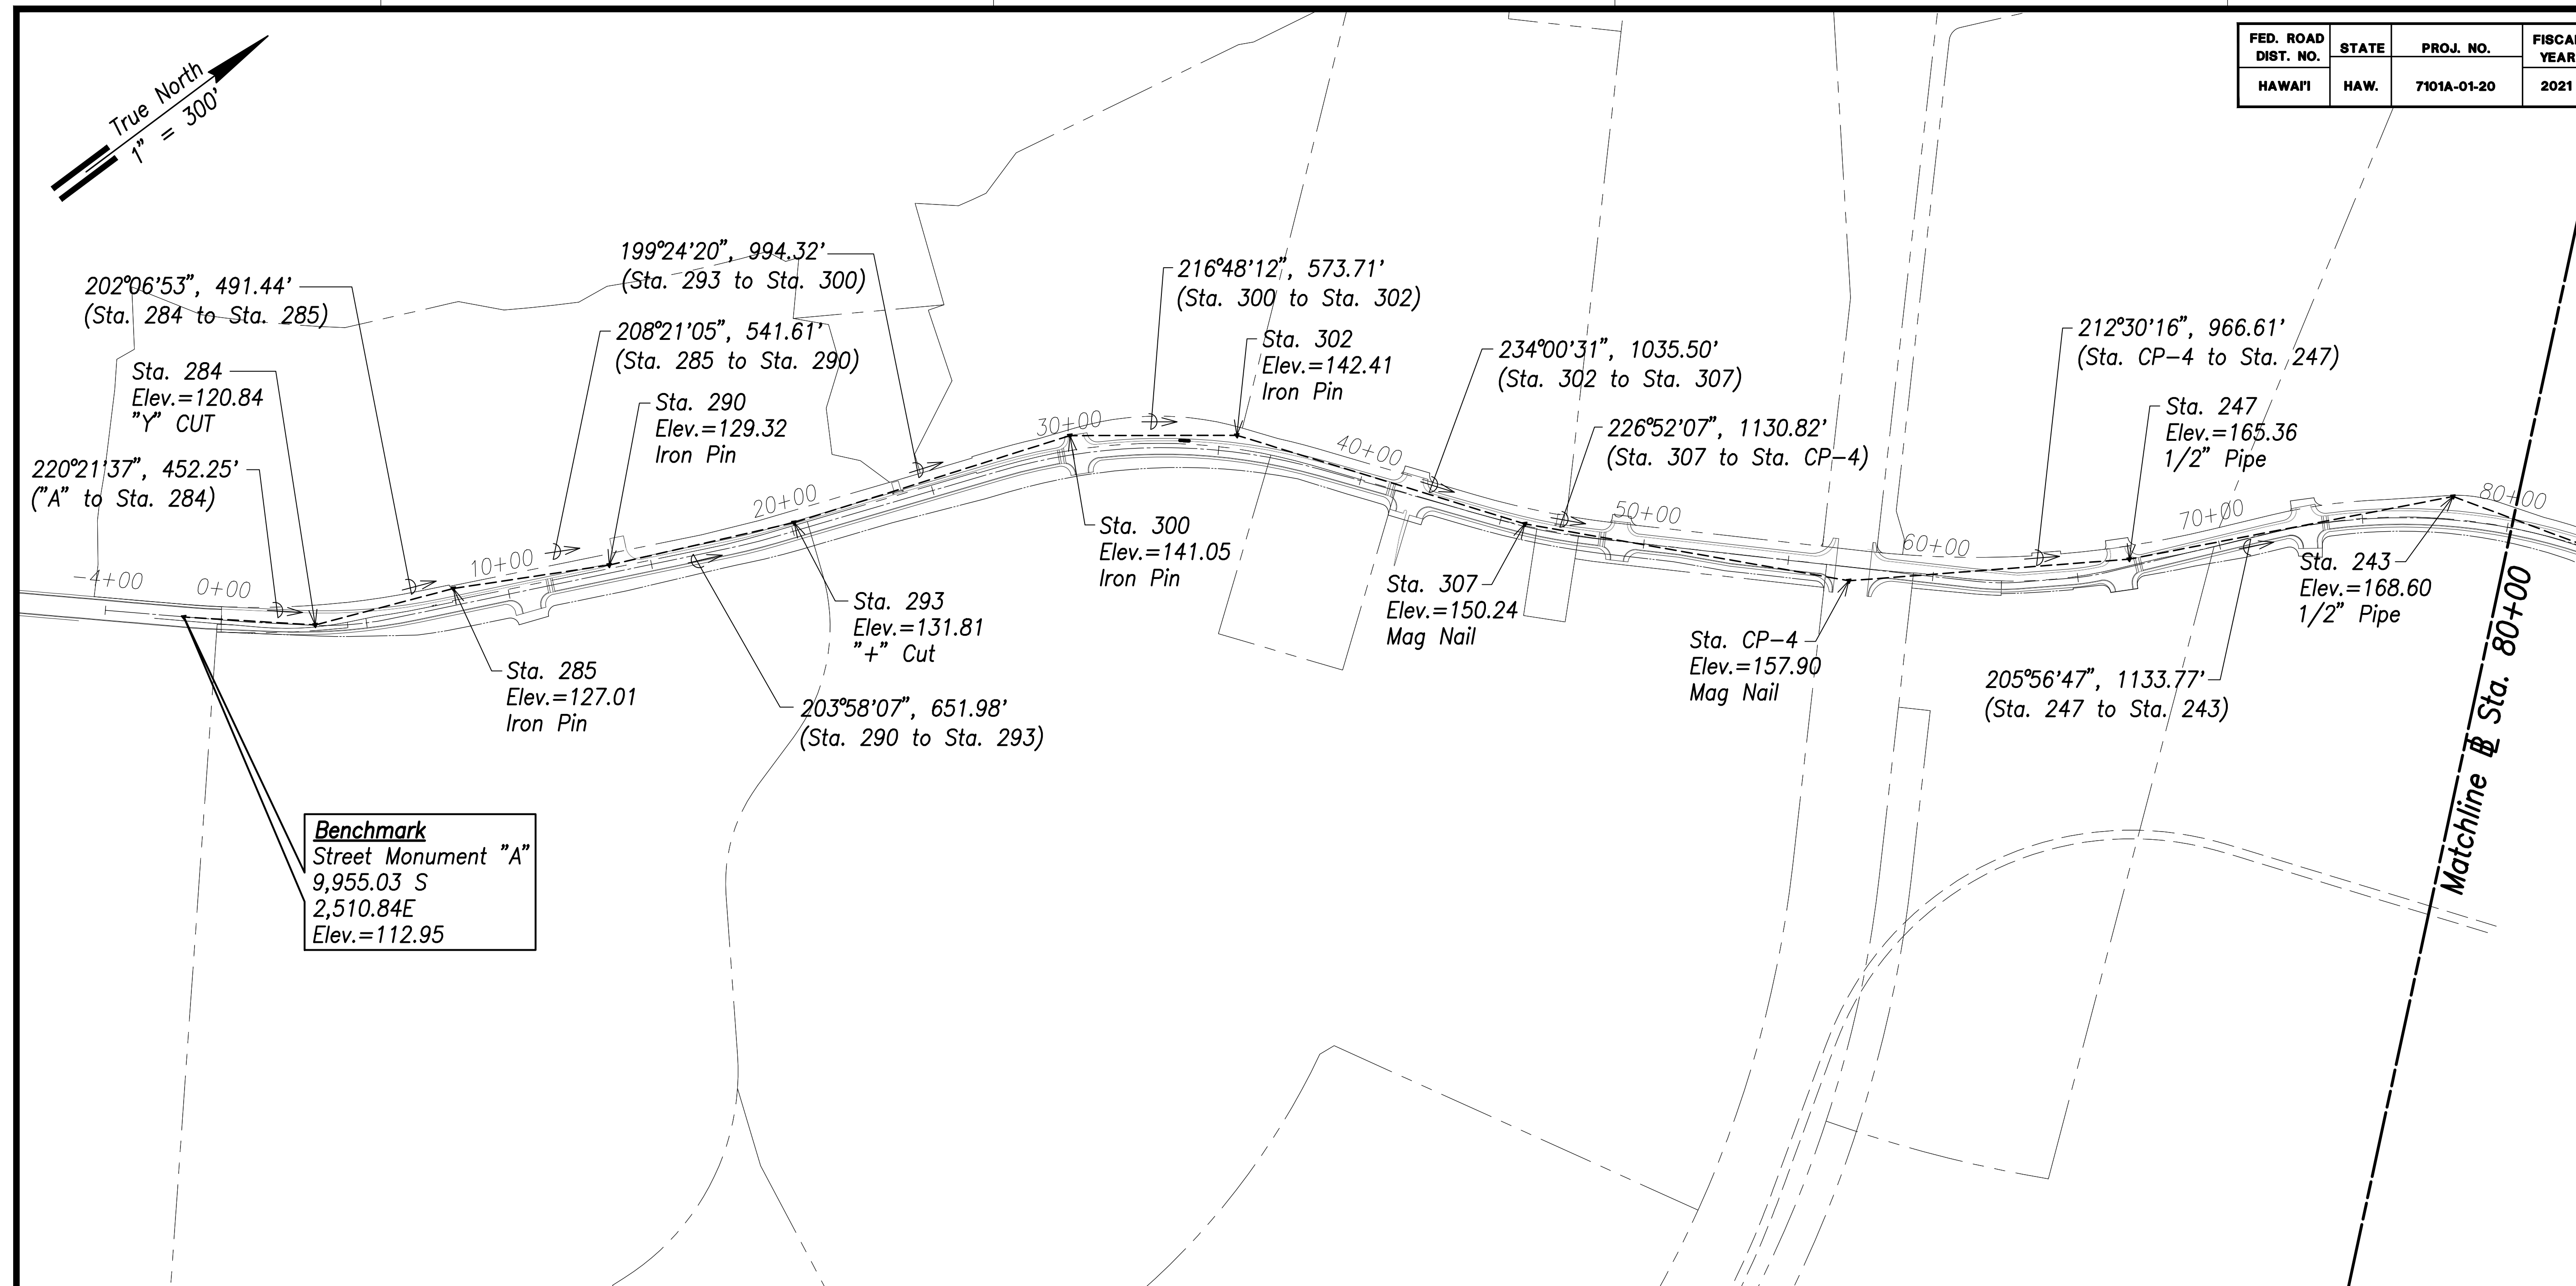 FED. ROAD DIST. NO.
STATE
PROJ. NO.
FISCAL YEAR
HAWAI'I
HAW.
7101A-01-20
2021
True North
1" = 300'
202°06'53", 491.44'
(Sta. 284 to Sta. 285)
Sta. 284
Elev.=120.84
"Y" CUT
220°21'37", 452.25'
("A" to Sta. 284)
199°24'20", 994.32'
(Sta. 293 to Sta. 300)
208°21'05", 541.61'
(Sta. 285 to Sta. 290)
Sta. 290
Elev.=129.32
Iron Pin
216°48'12", 573.71'
(Sta. 300 to Sta. 302)
Sta. 302
Elev.=142.41
Iron Pin
234°00'31", 1035.50'
(Sta. 302 to Sta. 307)
226°52'07", 1130.82'
(Sta. 307 to Sta. CP-4)
212°30'16", 966.61'
(Sta. CP-4 to Sta. 247)
Sta. 247
Elev.=165.36
1/2" Pipe
-4+00
0+00
10+00
20+00
30+00
40+00
50+00
60+00
70+00
80+00
Sta. 285
Elev.=127.01
Iron Pin
Sta. 293
Elev.=131.81
"+" Cut
203°58'07", 651.98'
(Sta. 290 to Sta. 293)
Sta. 300
Elev.=141.05
Iron Pin
Sta. 307
Elev.=150.24
Mag Nail
Sta. CP-4
Elev.=157.90
Mag Nail
205°56'47", 1133.77'
(Sta. 247 to Sta. 243)
Sta. 243
Elev.=168.60
1/2" Pipe
Matchline BL Sta. 80+00
Benchmark
Street Monument "A"
9,955.03 S
2,510.84E
Elev.=112.95